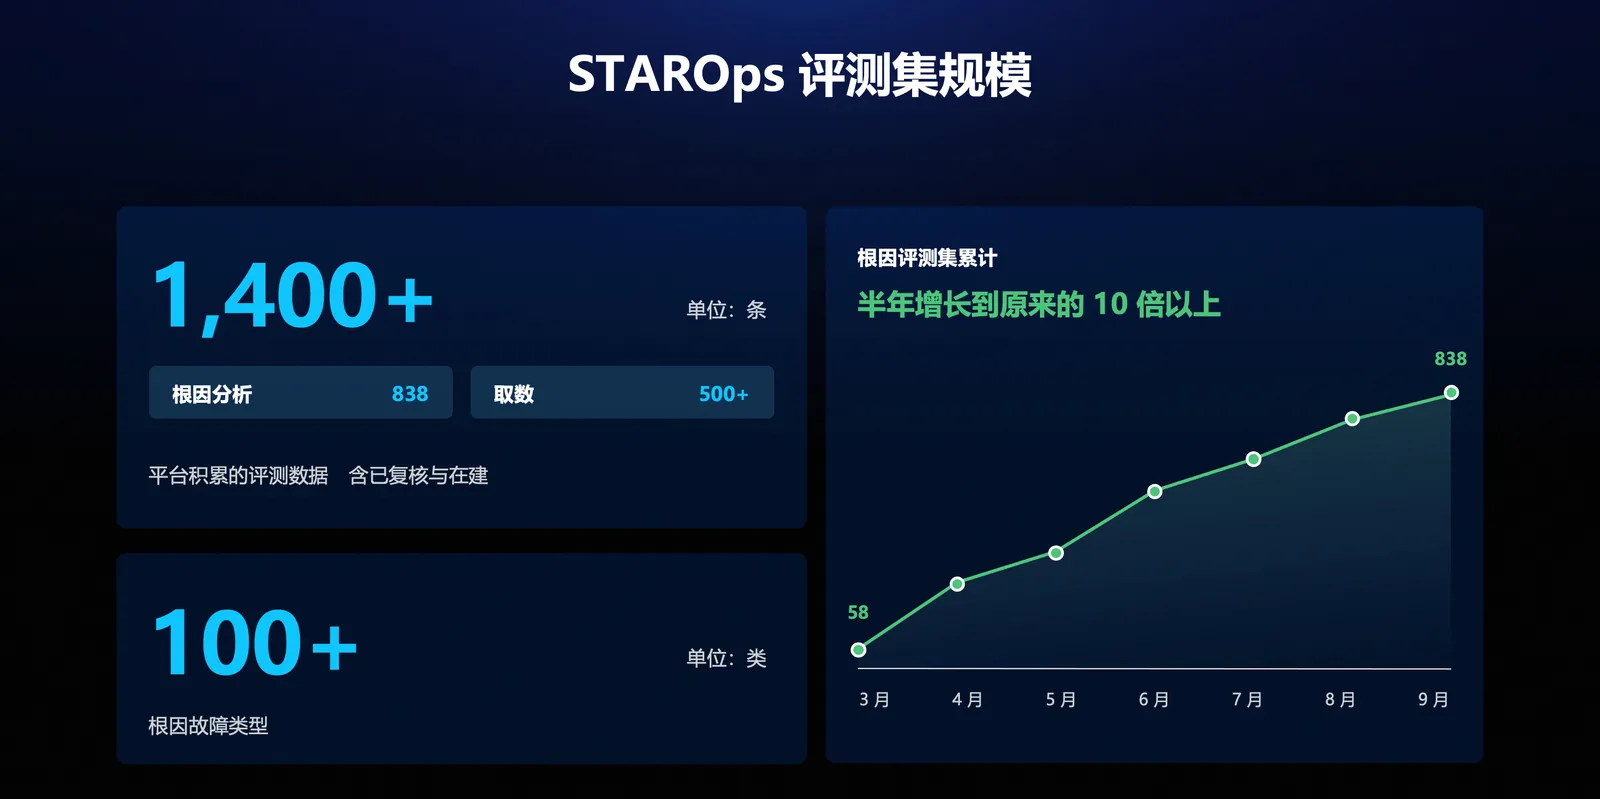 STAROps 评测集规模
1,400+
单位：条
根因分析 838
取数 500+
平台积累的评测数据 含已复核与在建
100+
单位：类
根因故障类型
根因评测集累计
半年增长到原来的 10 倍以上
838
58
3 月 4 月 5 月 6 月 7 月 8 月 9 月